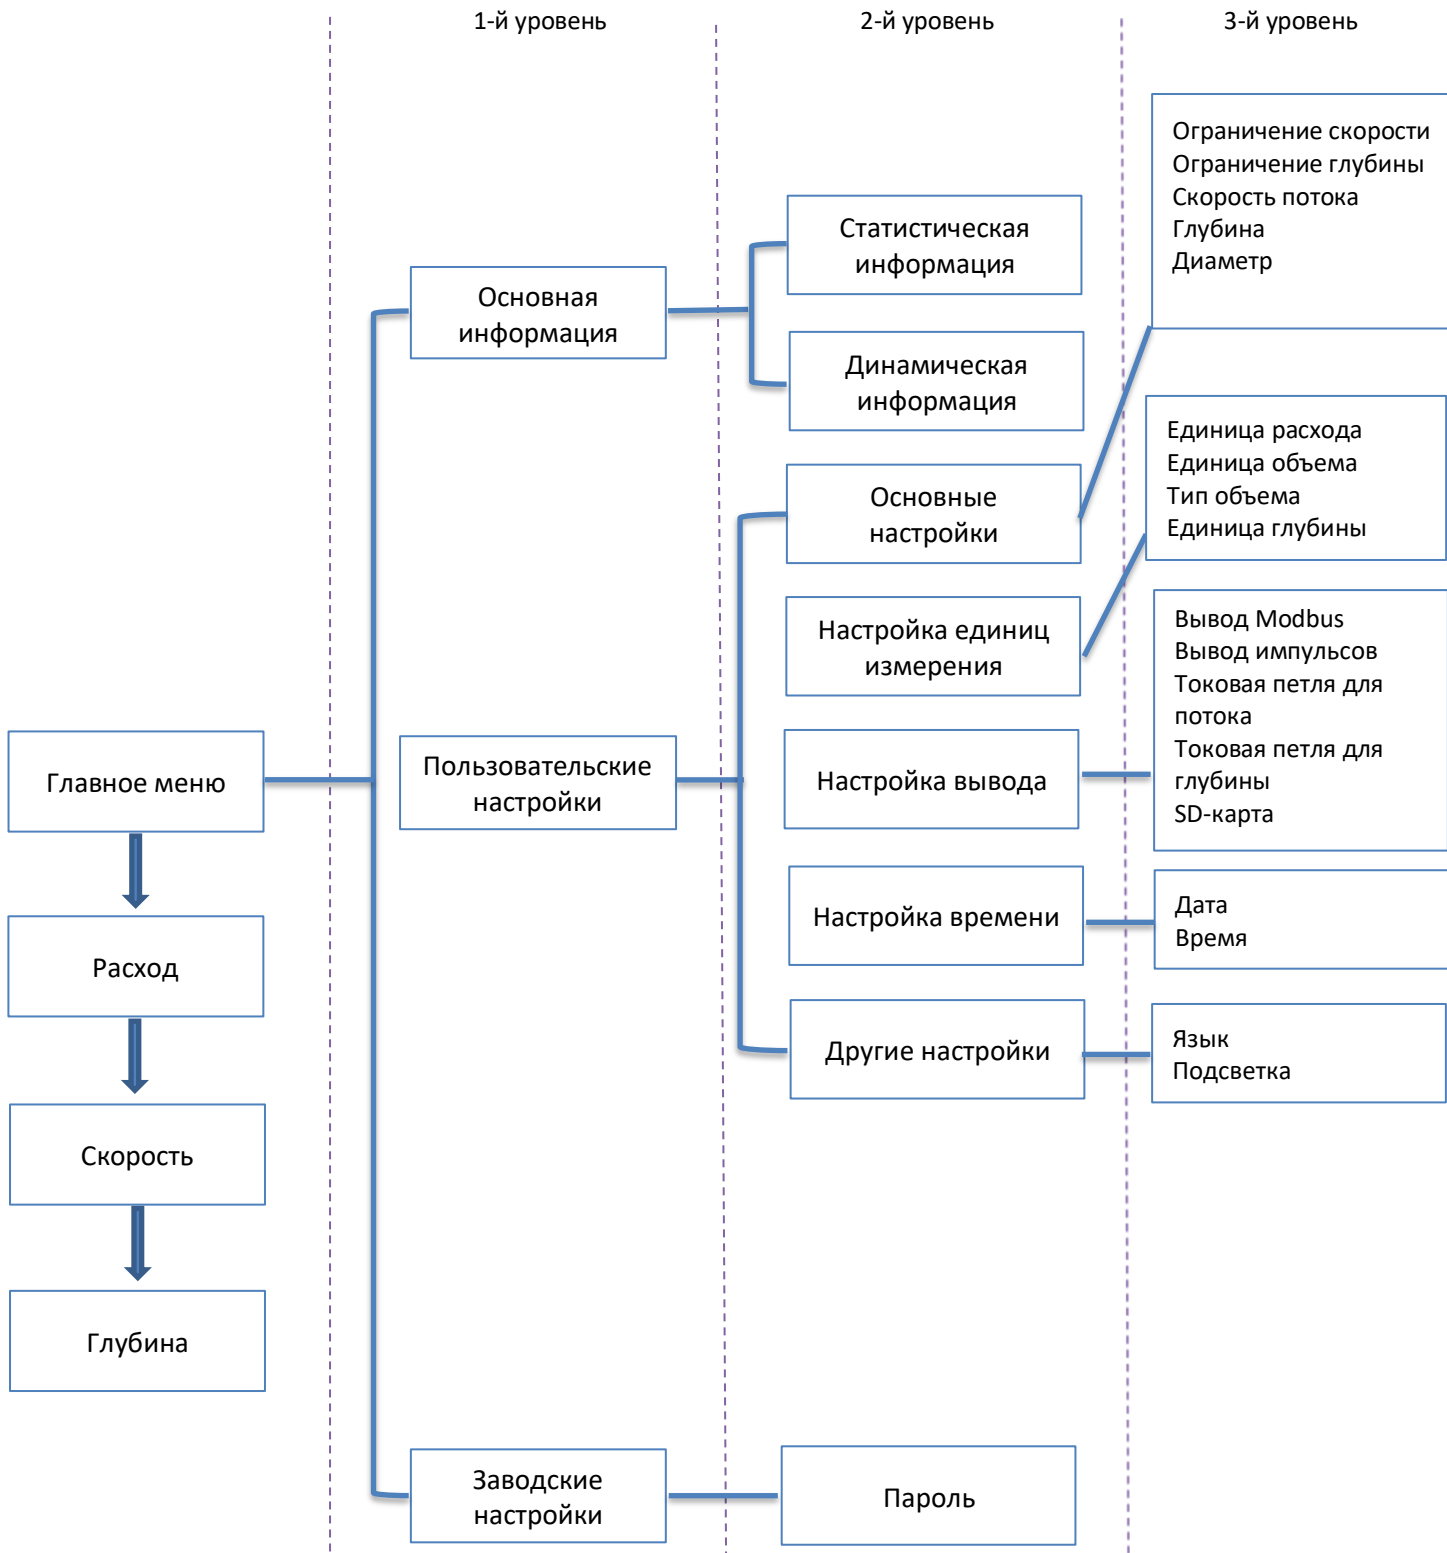 1-й уровень
2-й уровень
3-й уровень
Главное меню
Расход
Скорость
Глубина
Основная
информация
Пользовательские
настройки
Заводские
настройки
Статистическая
информация
Динамическая
информация
Основные
настройки
Настройка единиц
измерения
Настройка вывода
Настройка времени
Другие настройки
Пароль
Ограничение скорости
Ограничение глубины
Скорость потока
Глубина
Диаметр
Единица расхода
Единица объема
Тип объема
Единица глубины
Вывод Modbus
Вывод импульсов
Токовая петля для
потока
Токовая петля для
глубины
SD-карта
Дата
Время
Язык
Подсветка